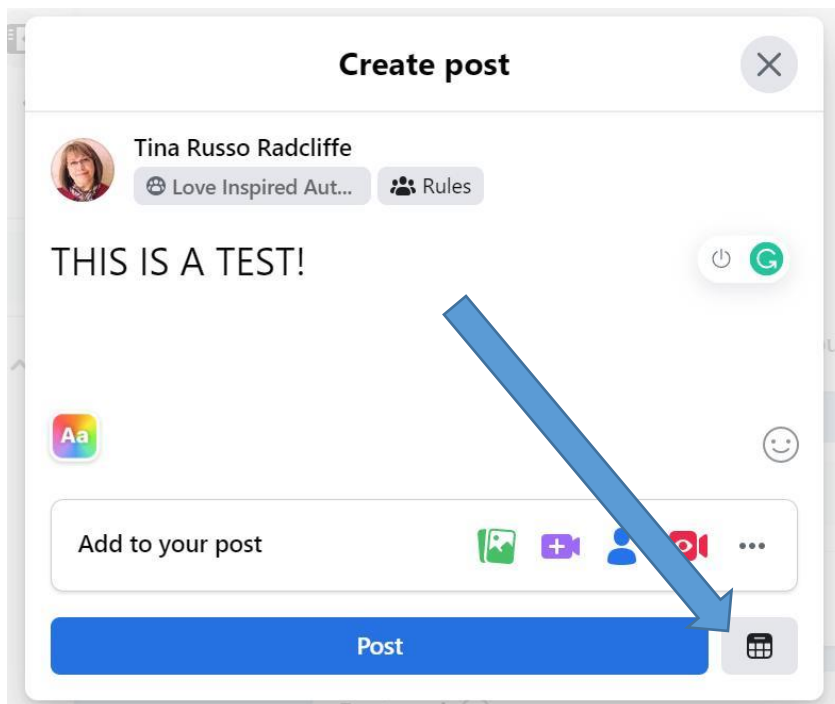 Create post
Tina Russo Radcliffe
Love Inspired Aut...
Rules
THIS IS A TEST!
Aa
Add to your post
Post